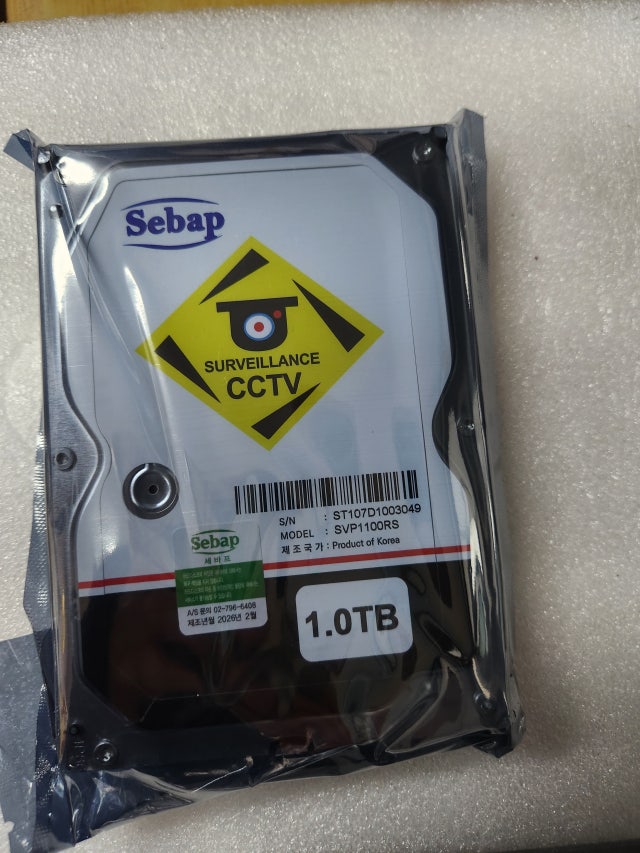 Sebap
SURVEILLANCE
CCTV
S/N : ST107D1003049
MODEL : SVP1100RS
제조국가 : Product of Korea
Sebap
세바프
A/S 문의 02-796-6408
제조년월 2026년 2월
1.0TB